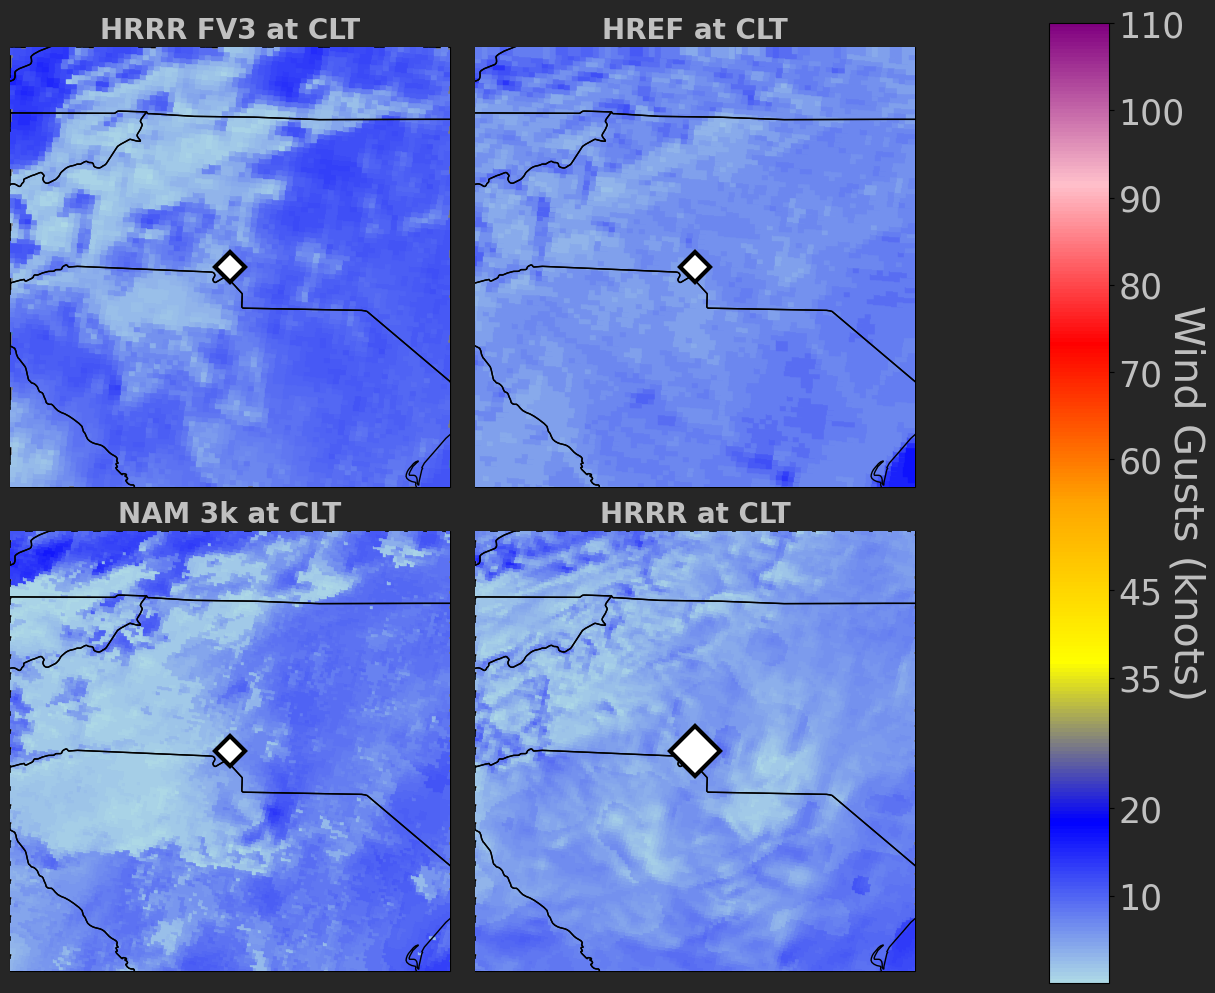 HRRR FV3 at CLT
HREF at CLT
NAM 3k at CLT
HRRR at CLT
110
100
90
80
70
60
45
35
20
10
Wind Gusts (knots)